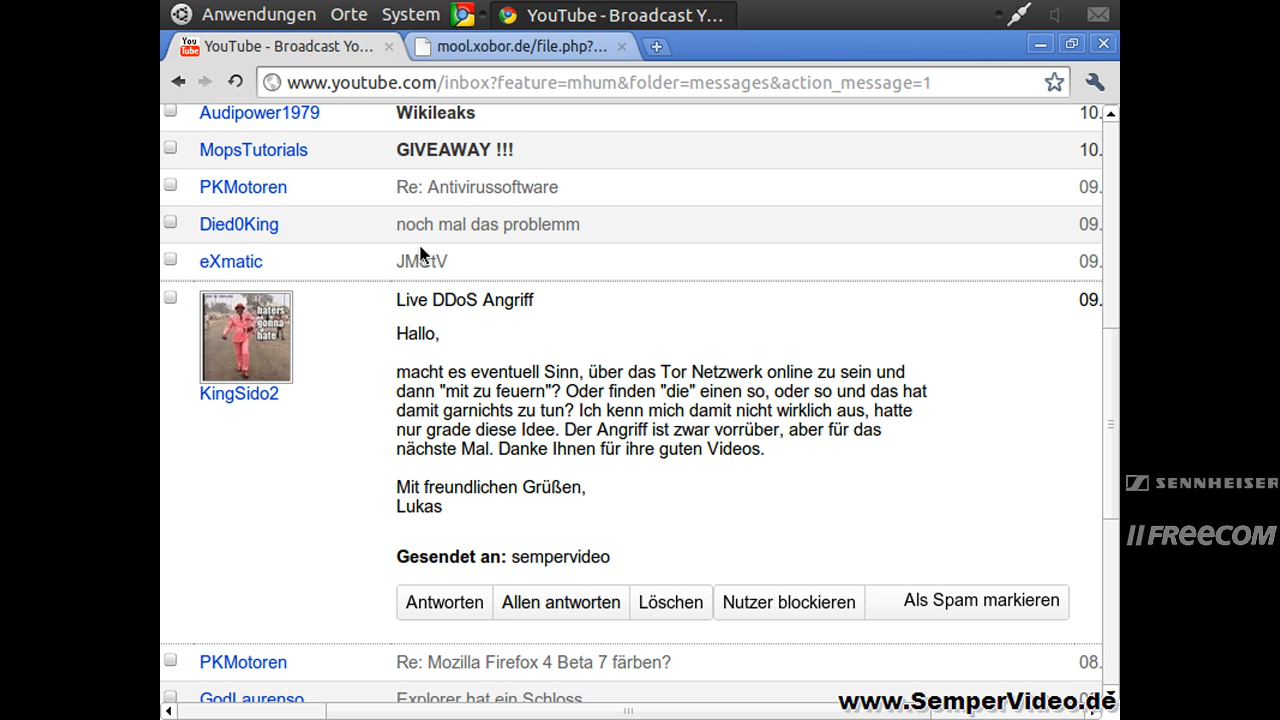 Anwendungen Orte System YouTube - Broadcast Y...
You Tube YouTube - Broadcast Yo... mool.xobor.de/file.php?...
www.youtube.com/inbox?feature=mhum&folder=messages&action_message=1
Audipower1979 Wikileaks 10.
MopsTutorials GIVEAWAY !!! 10.
PKMotoren Re: Antivirussoftware 09.
Died0King noch mal das problemm 09.
eXmatic 09.
Live DDoS Angriff 09.
haters gonna hate
KingSido2
Hallo,
macht es eventuell Sinn, über das Tor Netzwerk online zu sein und
dann "mit zu feuern"? Oder finden "die" einen so, oder so und das hat
damit garnichts zu tun? Ich kenn mich damit nicht wirklich aus, hatte
nur grade diese Idee. Der Angriff ist zwar vorrüber, aber für das
nächste Mal. Danke Ihnen für ihre guten Videos.
Mit freundlichen Grüßen,
Lukas
Gesendet an: sempervideo
Antworten Allen antworten Löschen Nutzer blockieren Als Spam markieren
PKMotoren Re: Mozilla Firefox 4 Beta 7 färben? 08.
GodLaurenso Explorer hat ein Schloss
www.SemperVideo.de
SENNHEISER
FREECOM